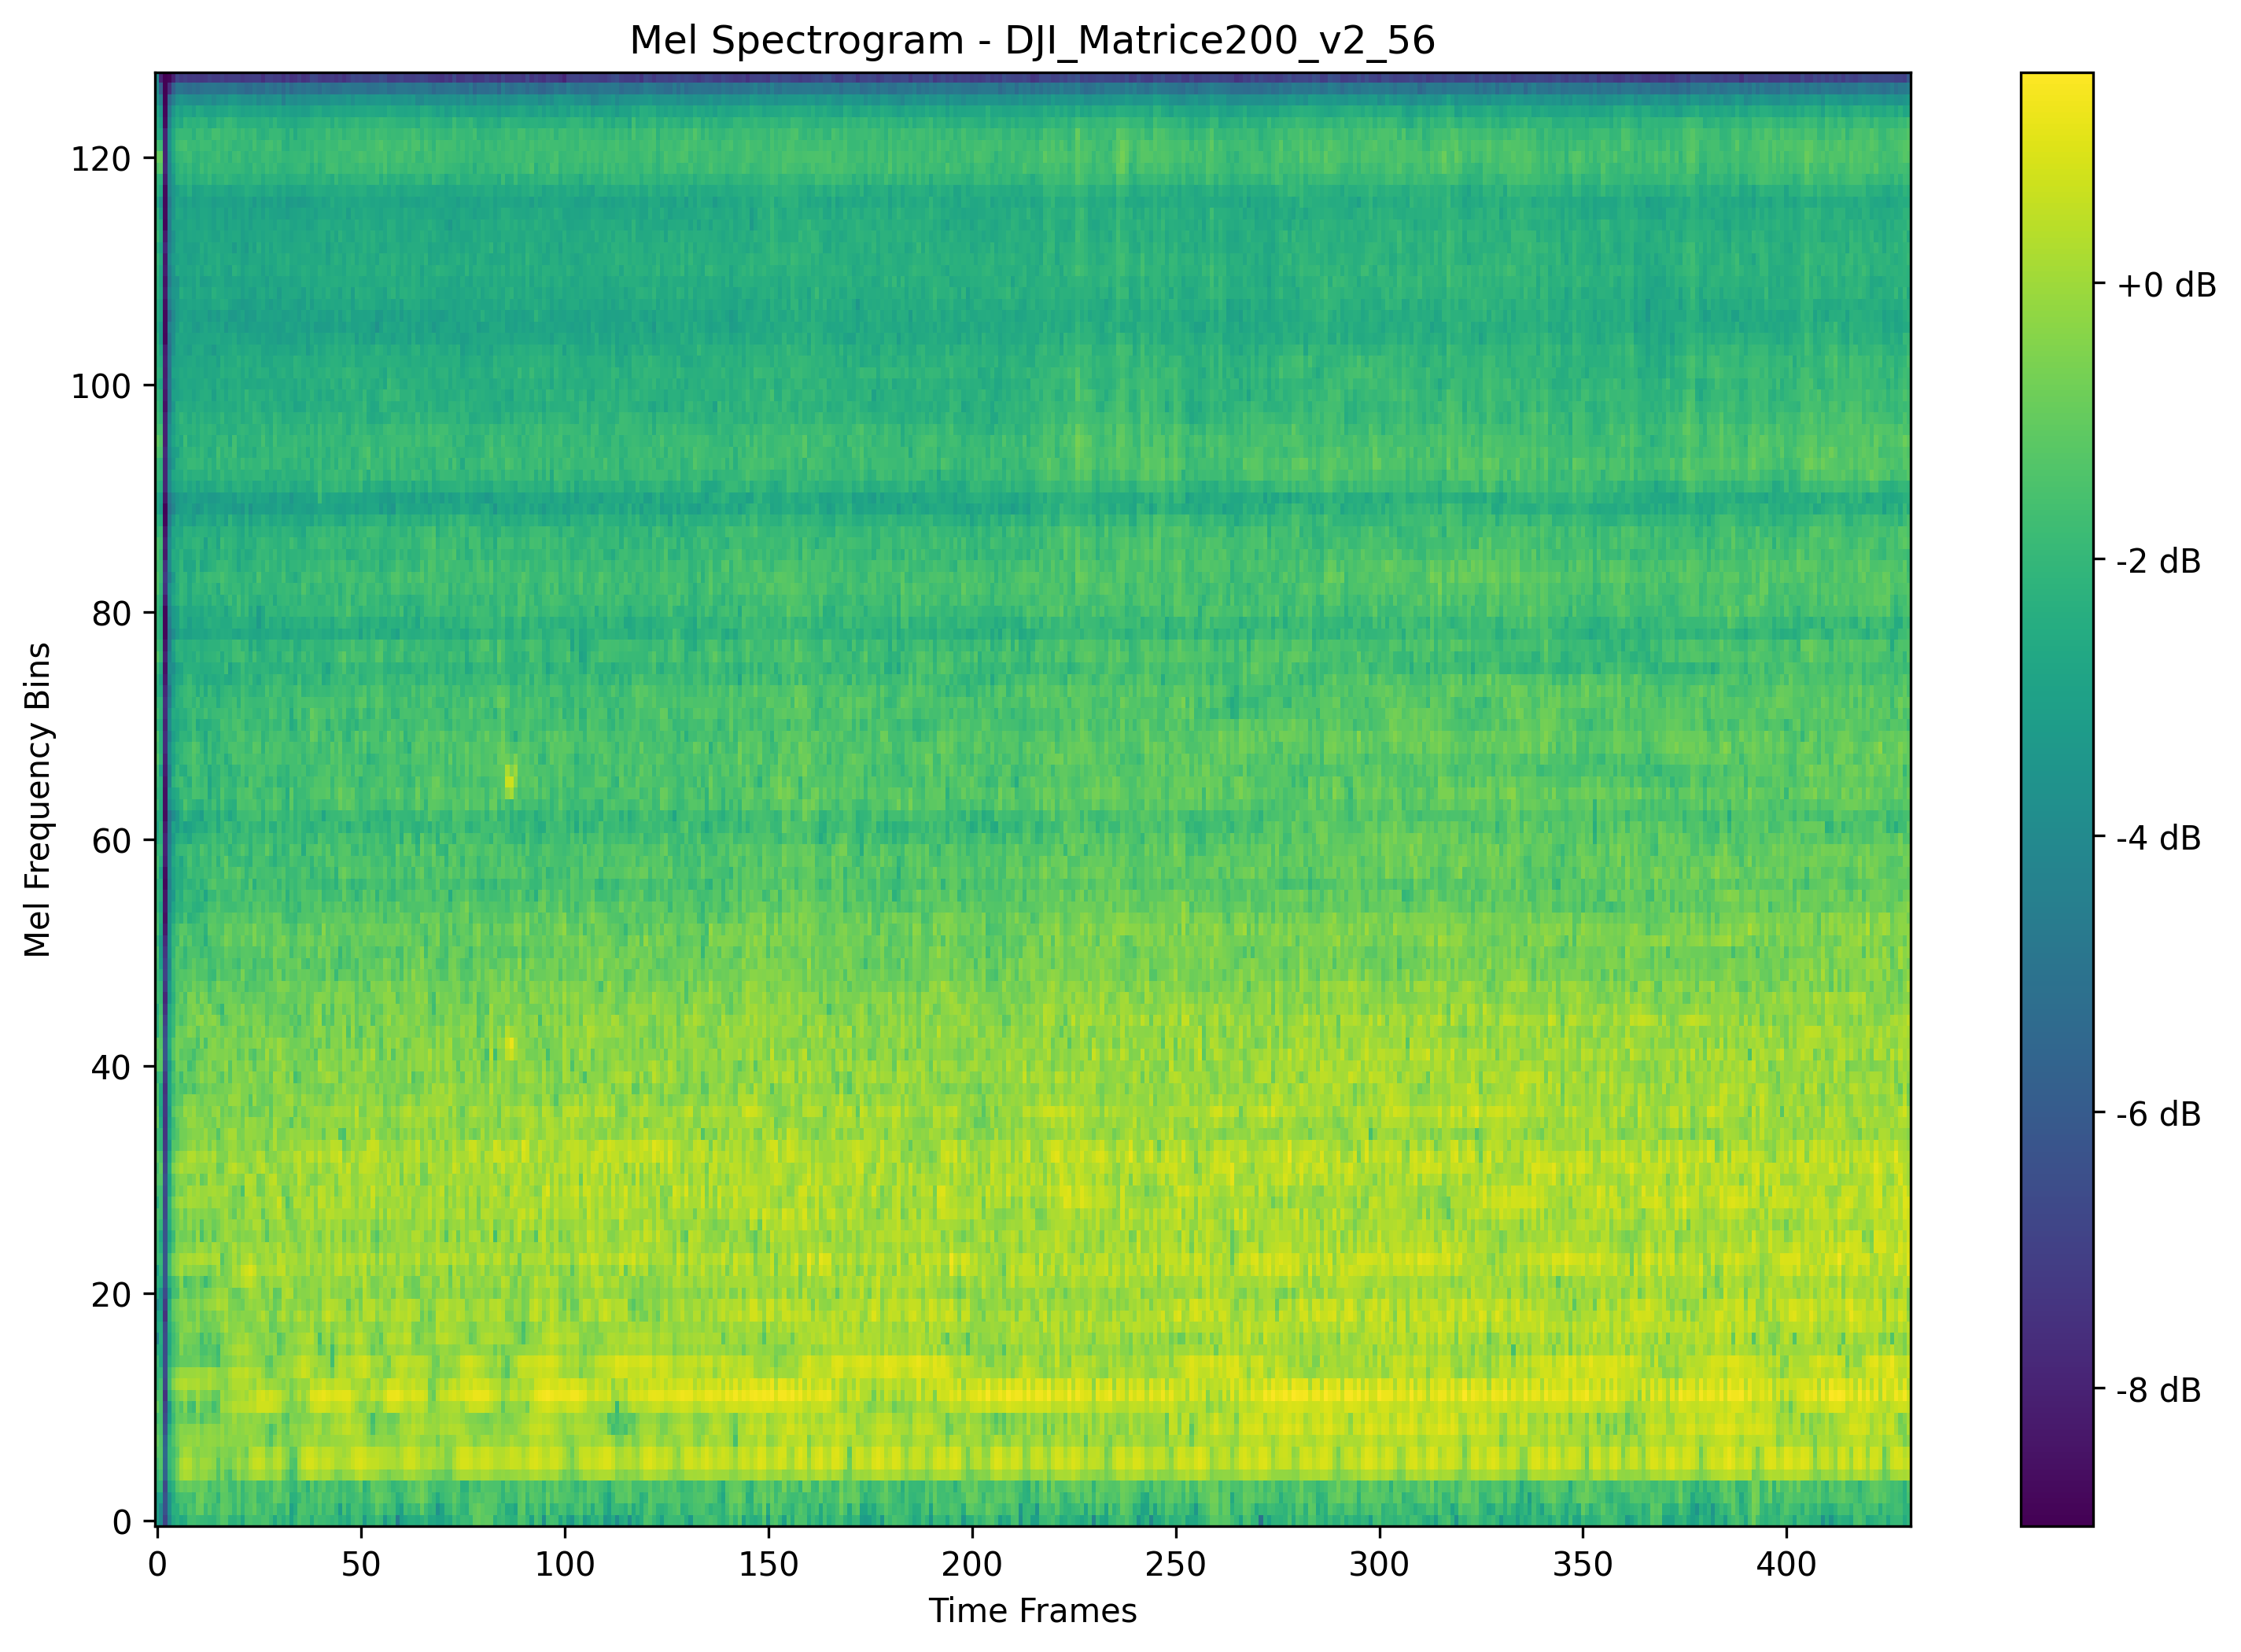 Mel Spectrogram - DJI_Matrice200_v2_56
120
100
80
60
40
20
0
Mel Frequency Bins
0 50 100 150 200 250 300 350 400
Time Frames
+0 dB
-2 dB
-4 dB
-6 dB
-8 dB